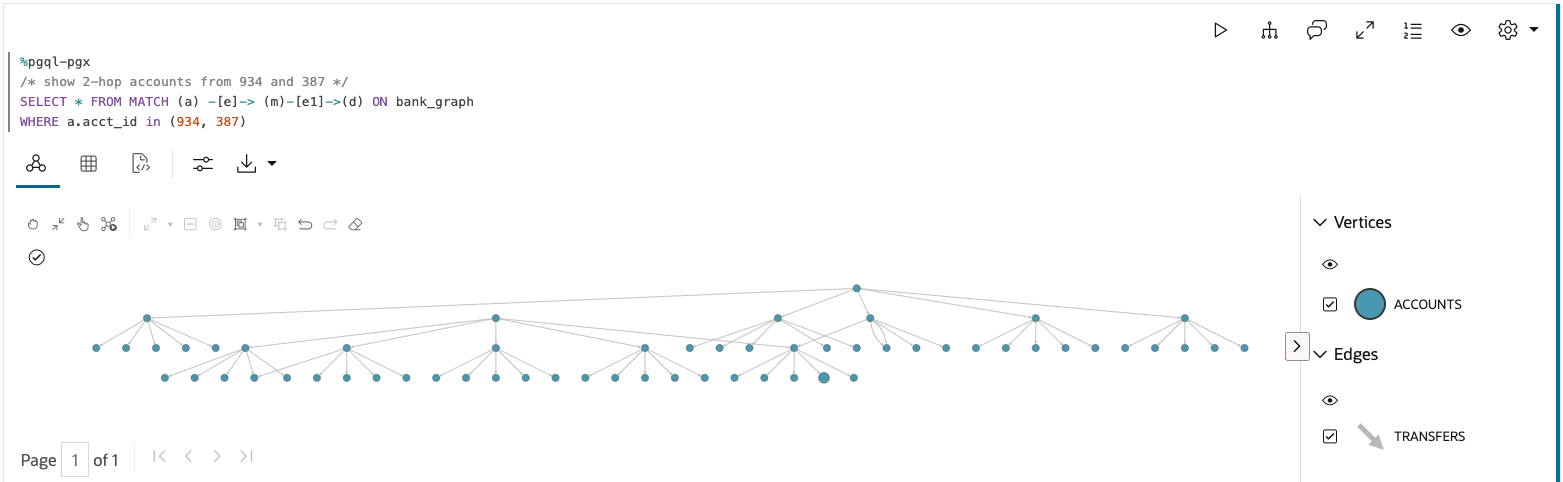 %pgql-pgx
/* show 2-hop accounts from 934 and 387 */
SELECT * FROM MATCH (a) -[e]-> (m)-[e1]->(d) ON bank_graph
WHERE a.acct_id in (934, 387)
Vertices
ACCOUNTS
Edges
TRANSFERS
Page 1 of 1